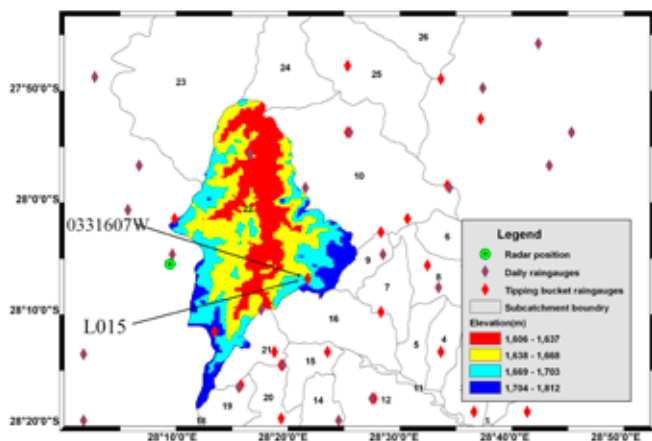 26
24
25
23
27°50'0"S
10
28°0'0"S
22
0331607W
6
9
8
7
28°10'0"S
16
L015
5
4
21
15
11
28°20'0"S
18
19
20
14
12
28°10'0"E
28°20'0"E
28°30'0"E
28°40'0"E
28°50'0"E
Legend
Radar position
Daily raingauges
Tipping bucket raingauges
Subcatchment boundry
Elevation(m)
1,606 - 1,637
1,638 - 1,668
1,669 - 1,703
1,704 - 1,812